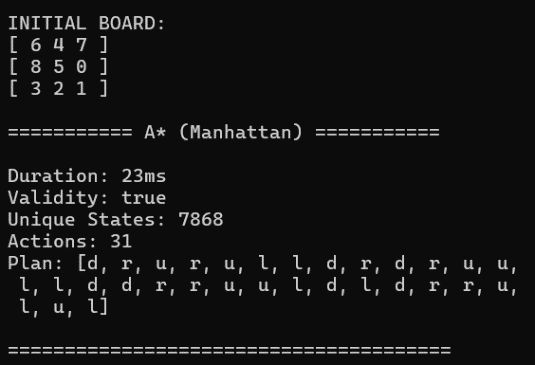 INITIAL BOARD:
[ 6 4 7 ]
[ 8 5 0 ]
[ 3 2 1 ]
=========== A* (Manhattan) ===========
Duration: 23ms
Validity: true
Unique States: 7868
Actions: 31
Plan: [d, r, u, r, u, l, l, d, r, d, r, u, u,
l, l, d, d, r, r, u, u, l, d, l, d, r, r, u,
l, u, l]
=======================================